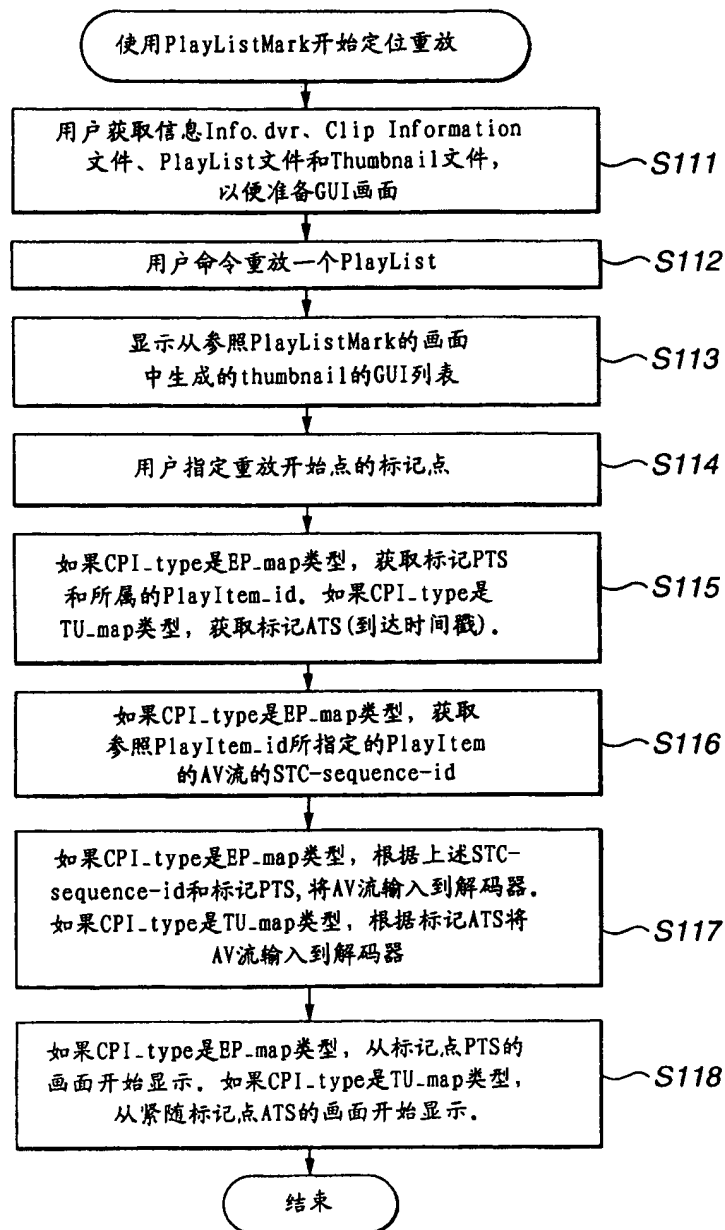 使用PlayListMark开始定位重放
用户获取信息Info.dvr、Clip Information
文件、PlayList文件和Thumbnail文件，
以便准备GUI画面
S111
用户命令重放一个PlayList
S112
显示从参照PlayListMark的画面
中生成的thumbnail的GUI列表
S113
用户指定重放开始点的标记点
S114
如果CPI_type是EP_map类型，获取标记PTS
和所属的PlayItem_id。如果CPI_type是
TU_map类型，获取标记ATS(到达时间戳)。
S115
如果CPI_type是EP_map类型，获取
参照PlayItem_id所指定的PlayItem
的AV流的STC-sequence-id
S116
如果CPI_type是EP_map类型，根据上述STC-
sequence-id和标记PTS,将AV流输入到解码器。
如果CPI_type是TU_map类型，根据标记ATS将
AV流输入到解码器
S117
如果CPI_type是EP_map类型，从标记点PTS的
画面开始显示。如果CPI_type是TU_map类型，
从紧随标记点ATS的画面开始显示。
S118
结束